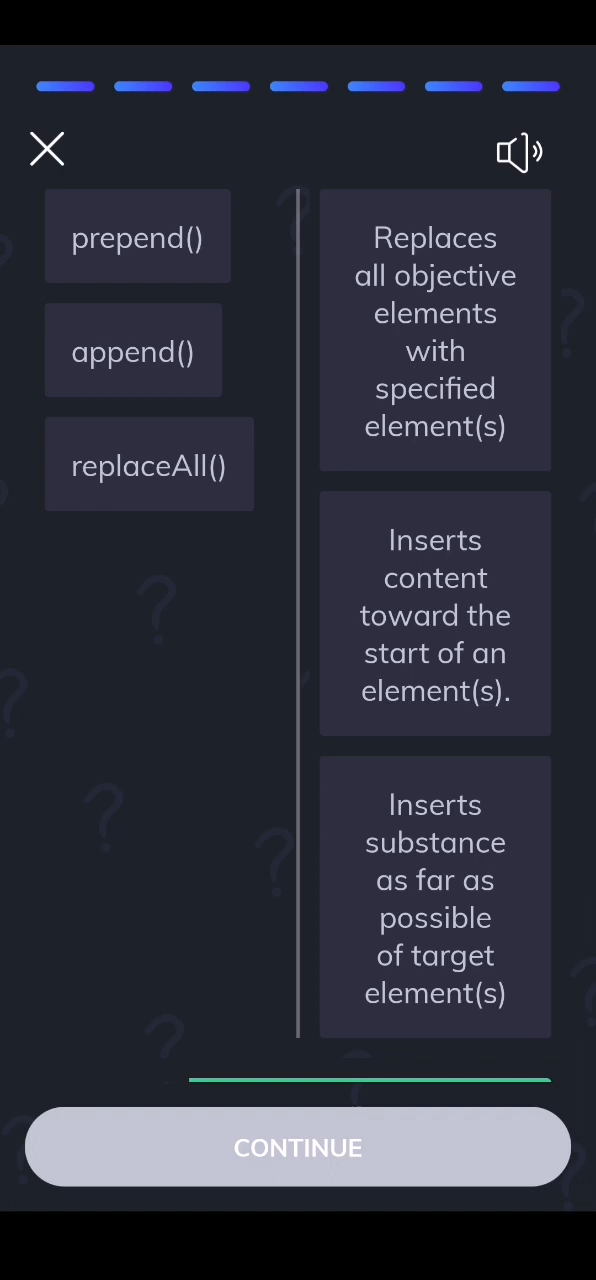 prepend()
append()
replaceAll()
Replaces
all objective
elements
with
specified
element(s)
Inserts
content
toward the
start of an
element(s).
Inserts
substance
as far as
possible
of target
element(s)
CONTINUE